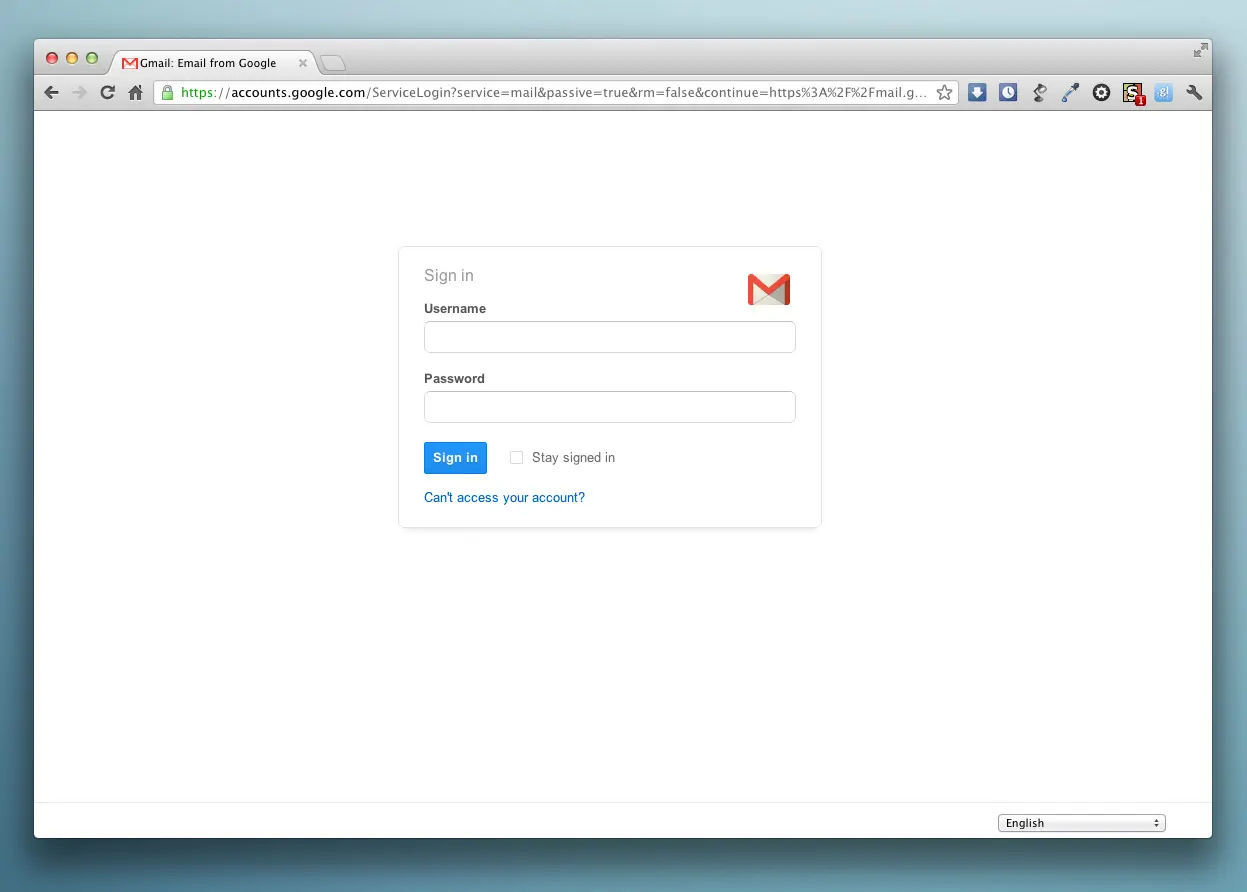 Gmail: Email from Google
https://accounts.google.com/ServiceLogin?service=mail&passive=true&rm=false&continue=https%3A%2F%2Fmail.g...
S
1
g!
Sign in
Username
Password
Sign in
Stay signed in
Can't access your account?
English